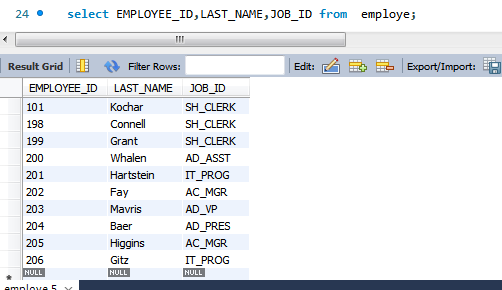 24 select EMPLOYEE_ID,LAST_NAME,JOB_ID from employe;
Result Grid Filter Rows: Edit: Export/Import:
EMPLOYEE_ID LAST_NAME JOB_ID
101 Kochar SH_CLERK
198 Connell SH_CLERK
199 Grant SH_CLERK
200 Whalen AD_ASST
201 Hartstein IT_PROG
202 Fay AC_MGR
203 Mavris AD_VP
204 Baer AD_PRES
205 Higgins AC_MGR
206 Gitz IT_PROG
* NULL NULL NULL
employe 5 ×